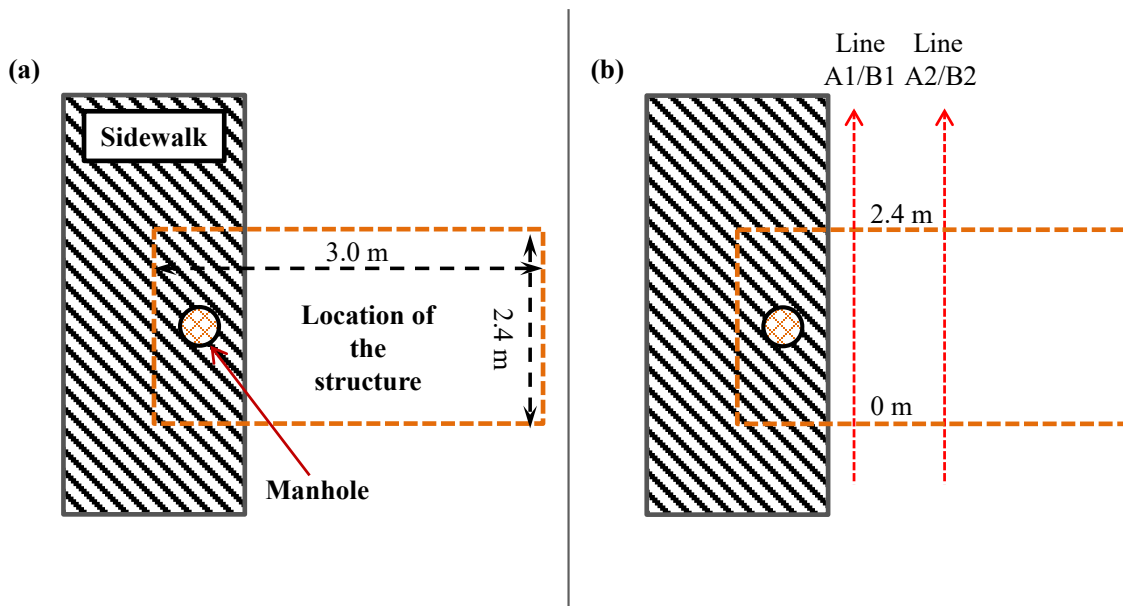 (a)
Sidewalk
3.0 m
2.4 m
Location of
the
structure
Manhole
(b)
Line
A1/B1
Line
A2/B2
2.4 m
0 m